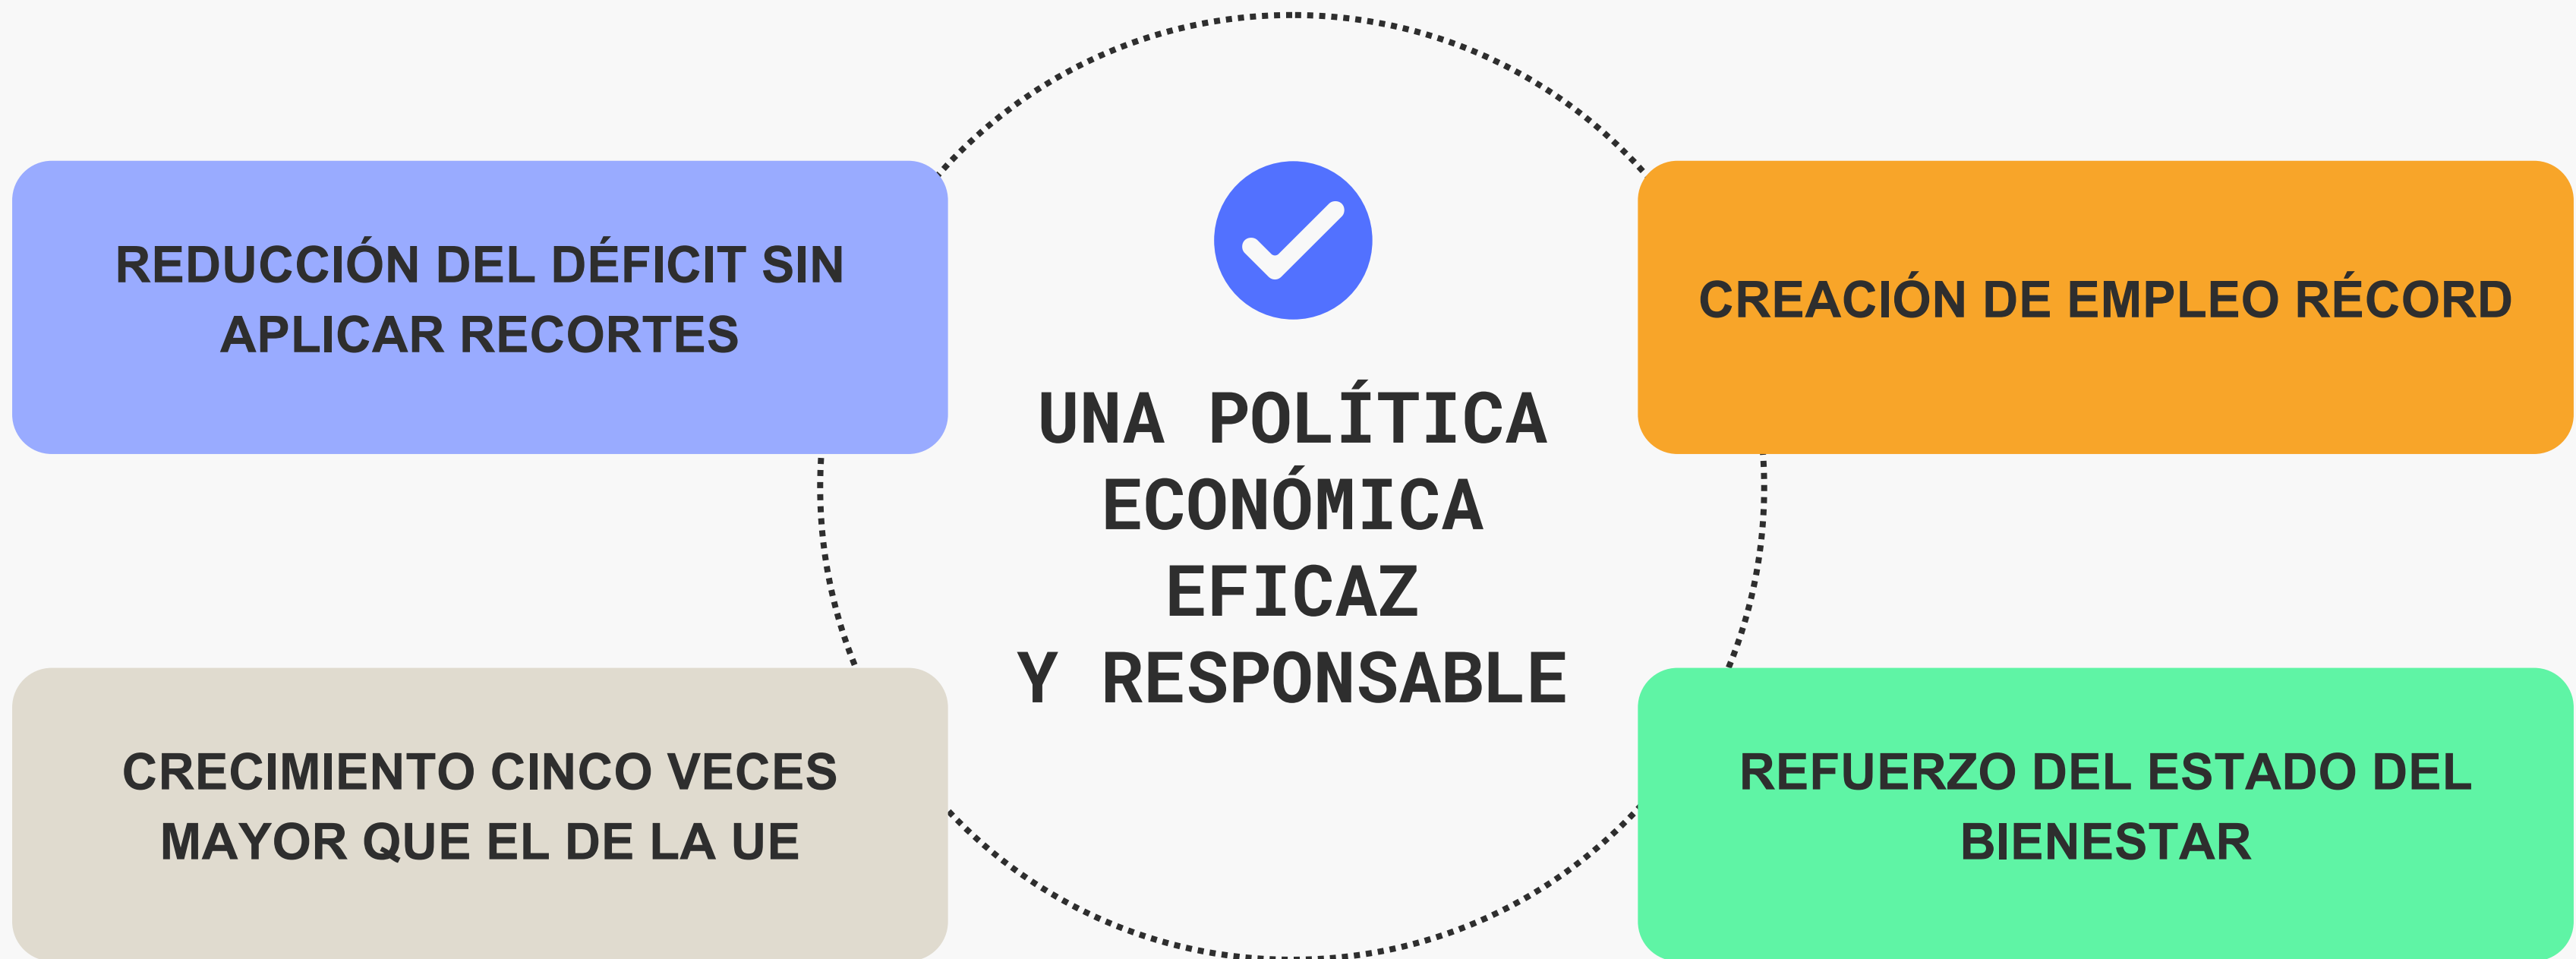 REDUCCIÓN DEL DÉFICIT SIN
APLICAR RECORTES
CREACIÓN DE EMPLEO RÉCORD
UNA POLÍTICA
ECONÓMICA
EFICAZ
Y RESPONSABLE
CRECIMIENTO CINCO VECES
MAYOR QUE EL DE LA UE
REFUERZO DEL ESTADO DEL
BIENESTAR